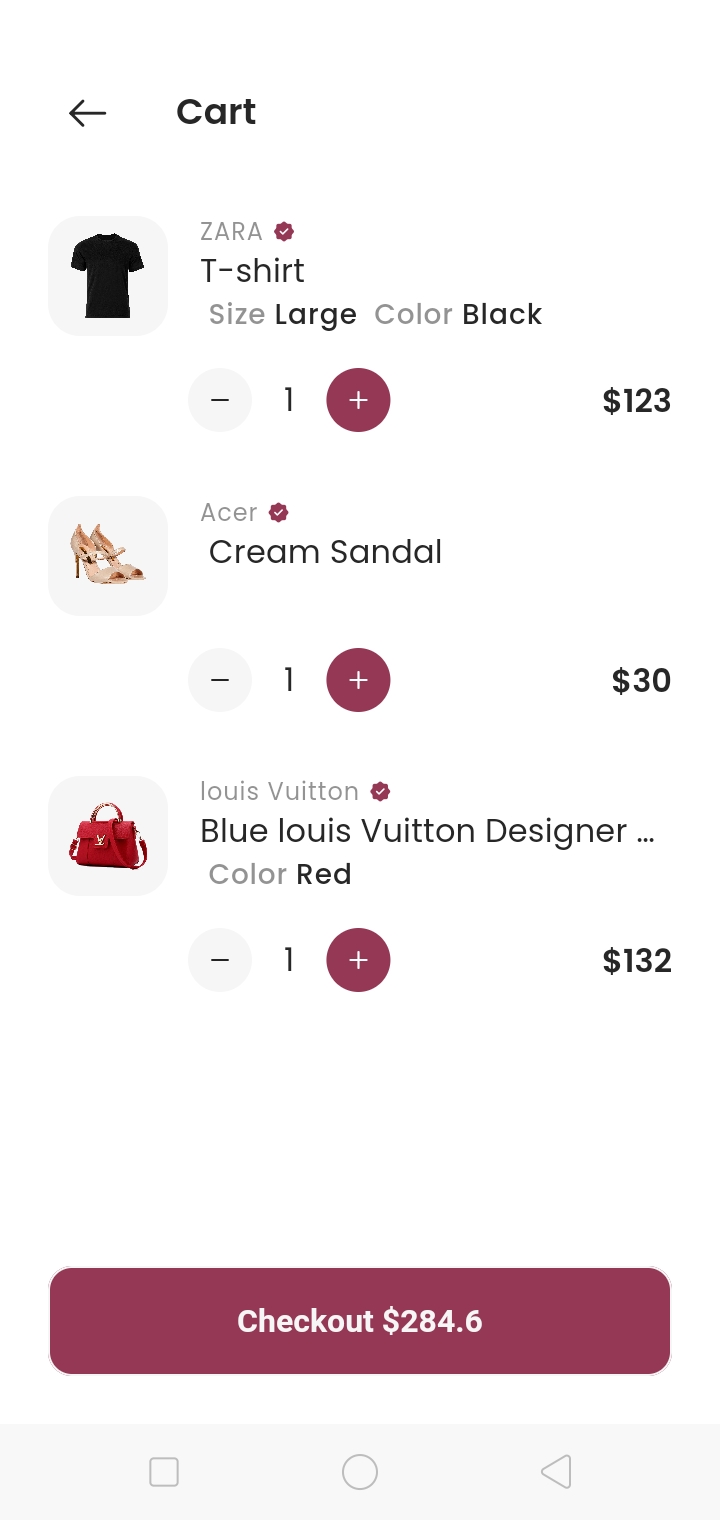 Cart
ZARA
T-shirt
Size Large Color Black
1
$123
Acer
Cream Sandal
1
$30
louis Vuitton
Blue louis Vuitton Designer ...
Color Red
1
$132
Checkout $284.6